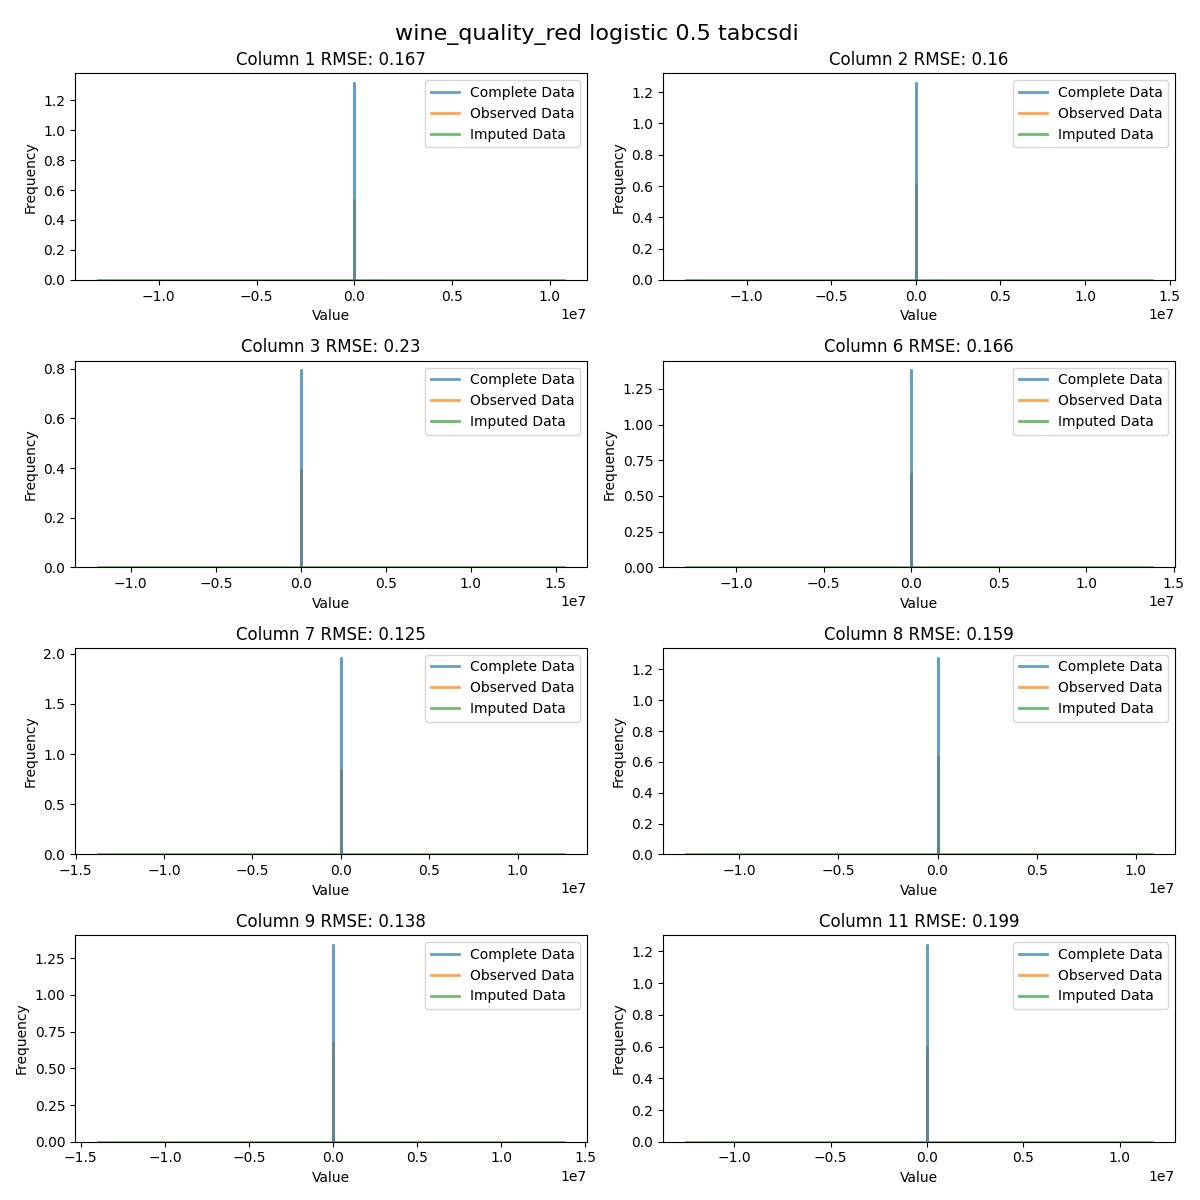 wine_quality_red logistic 0.5 tabcsdi
Column 1 RMSE: 0.167
Frequency
1.2
1.0
0.8
0.6
0.4
0.2
0.0
Complete Data
Observed Data
Imputed Data
−1.0 −0.5 0.0 0.5 1.0
Value
1e7
Column 2 RMSE: 0.16
Frequency
1.2
1.0
0.8
0.6
0.4
0.2
0.0
Complete Data
Observed Data
Imputed Data
−1.0 −0.5 0.0 0.5 1.0 1.5
Value
1e7
Column 3 RMSE: 0.23
Frequency
0.8
0.6
0.4
0.2
0.0
Complete Data
Observed Data
Imputed Data
−1.0 −0.5 0.0 0.5 1.0 1.5
Value
1e7
Column 6 RMSE: 0.166
Frequency
1.25
1.00
0.75
0.50
0.25
0.00
Complete Data
Observed Data
Imputed Data
−1.0 −0.5 0.0 0.5 1.0 1.5
Value
1e7
Column 7 RMSE: 0.125
Frequency
2.0
1.5
1.0
0.5
0.0
Complete Data
Observed Data
Imputed Data
−1.5 −1.0 −0.5 0.0 0.5 1.0
Value
1e7
Column 8 RMSE: 0.159
Frequency
1.2
1.0
0.8
0.6
0.4
0.2
0.0
Complete Data
Observed Data
Imputed Data
−1.0 −0.5 0.0 0.5 1.0
Value
1e7
Column 9 RMSE: 0.138
Frequency
1.25
1.00
0.75
0.50
0.25
0.00
Complete Data
Observed Data
Imputed Data
−1.5 −1.0 −0.5 0.0 0.5 1.0 1.5
Value
1e7
Column 11 RMSE: 0.199
Frequency
1.2
1.0
0.8
0.6
0.4
0.2
0.0
Complete Data
Observed Data
Imputed Data
−1.0 −0.5 0.0 0.5 1.0
Value
1e7